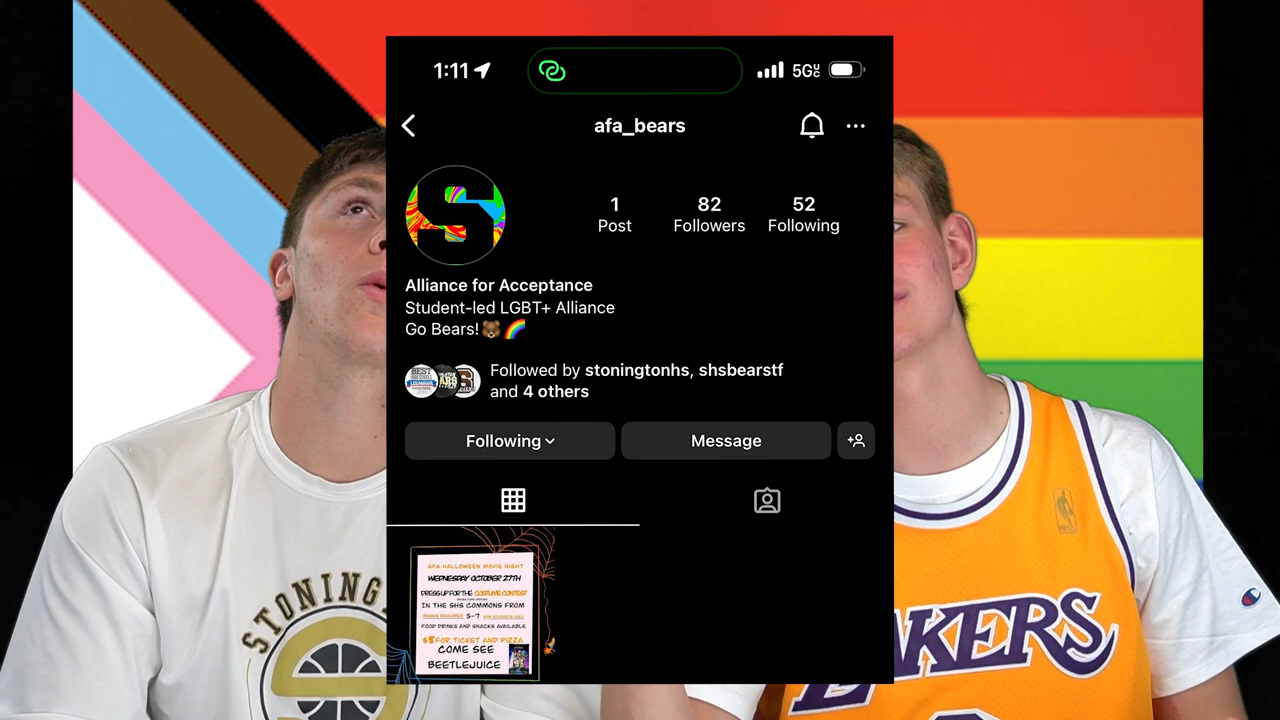 1:11
5G UC
afa_bears
1
Post
82
Followers
52
Following
S
Alliance for Acceptance
Student-led LGBT+ Alliance
Go Bears!🐻🌈
Followed by stoningtonhs, shsbearstf
and 4 others
Following
Message
AFA HALLOWEEN MOVIE NIGHT
WEDNESDAY OCTOBER 27TH
DRESS UP FOR THE COSTUME CONTEST
IN THE SHS COMMONS FROM
5-7
FOOD DRINKS AND SNACKS AVAILABLE
$5 FOR TICKET AND PIZZA
COME SEE
BEETLEJUICE
STONING
S
AKERS